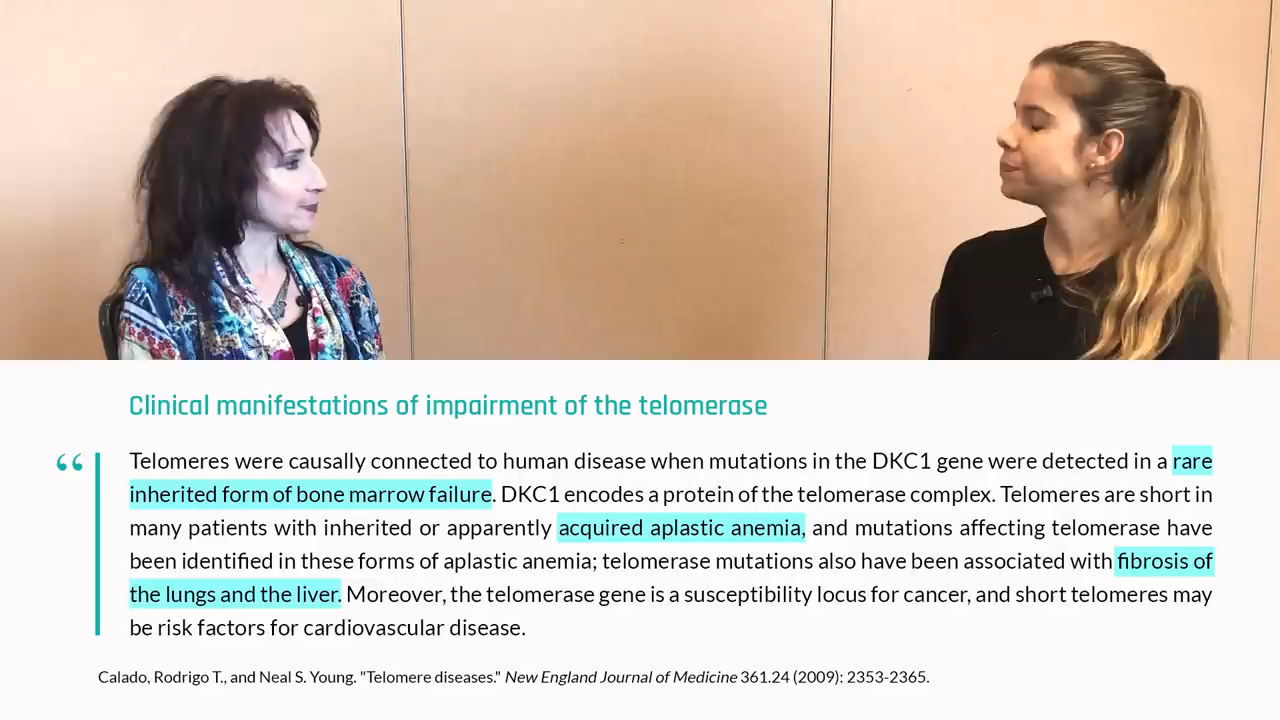 Clinical manifestations of impairment of the telomerase
“ Telomeres were causally connected to human disease when mutations in the DKC1 gene were detected in a rare
inherited form of bone marrow failure. DKC1 encodes a protein of the telomerase complex. Telomeres are short in
many patients with inherited or apparently acquired aplastic anemia, and mutations affecting telomerase have
been identified in these forms of aplastic anemia; telomerase mutations also have been associated with fibrosis of
the lungs and the liver. Moreover, the telomerase gene is a susceptibility locus for cancer, and short telomeres may
be risk factors for cardiovascular disease.
Calado, Rodrigo T., and Neal S. Young. "Telomere diseases." New England Journal of Medicine 361.24 (2009): 2353-2365.